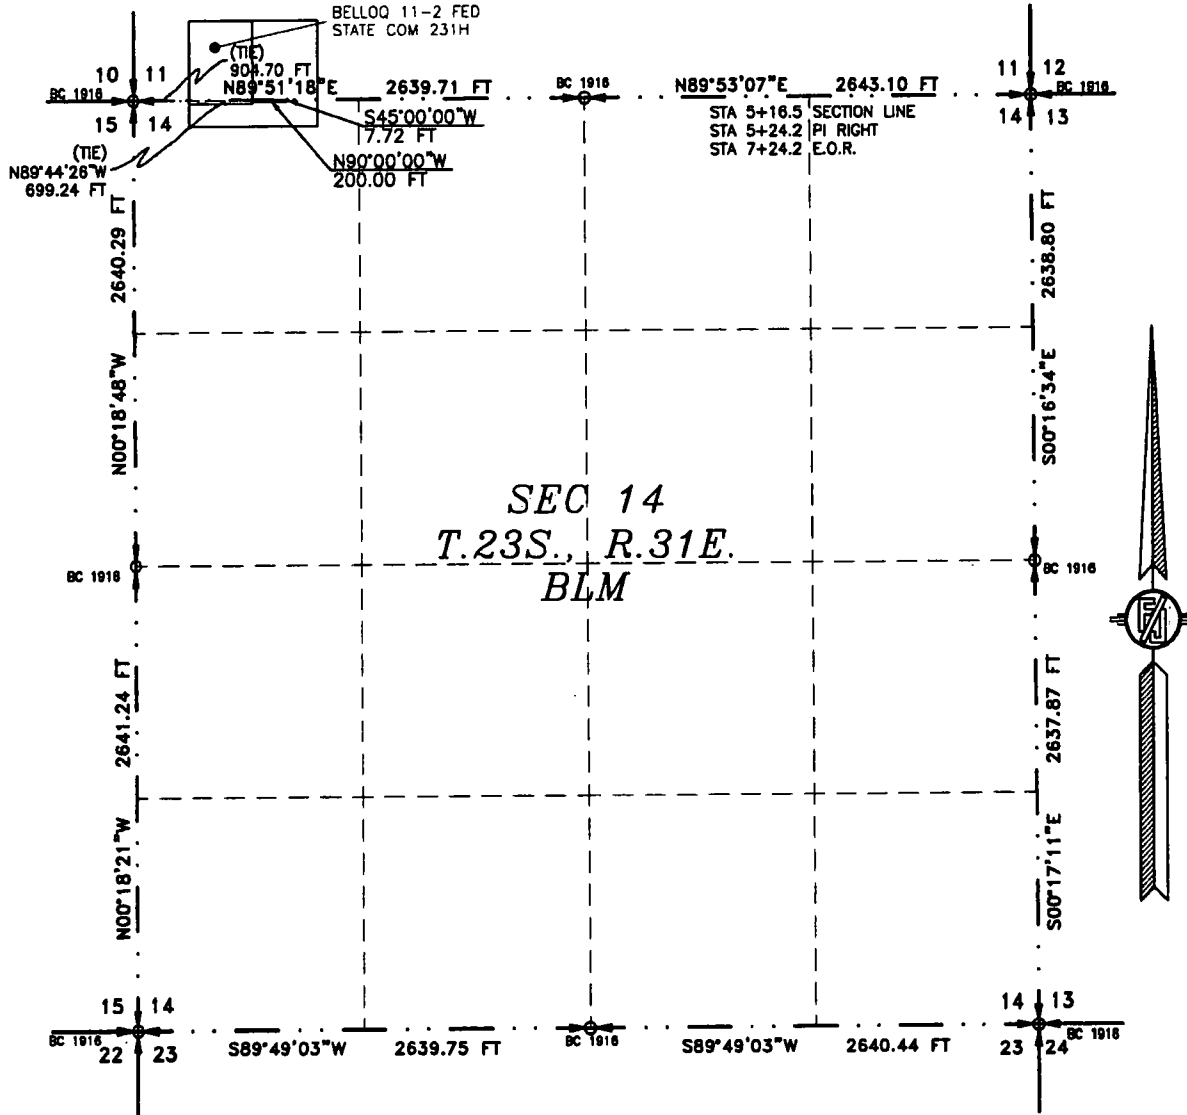 BELLOQ 11-2 FED
STATE COM 231H
(TIE)
904.70 FT
10 11
BC 1916
15 14
N89°51'18"E 2639.71 FT
BC 1916
N89°53'07"E 2643.10 FT
11 12
BC 1916
14 13
STA 5+16.5 SECTION LINE
STA 5+24.2 PI RIGHT
STA 7+24.2 E.O.R.
S45°00'00"W
7.72 FT
(TIE)
N89°44'26"W
699.24 FT
N90°00'00"W
200.00 FT
2640.29 FT
N00°18'48"W
2638.80 FT
S00°16'34"E
SEC 14
T.23S., R.31E.
BLM
BC 1916
BC 1916
2641.24 FT
N00°18'21"W
2637.87 FT
S00°17'11"E
15 14
BC 1916
22 23
S89°49'03"W 2639.75 FT
BC 1916
S89°49'03"W 2640.44 FT
14 13
BC 1916
23 24